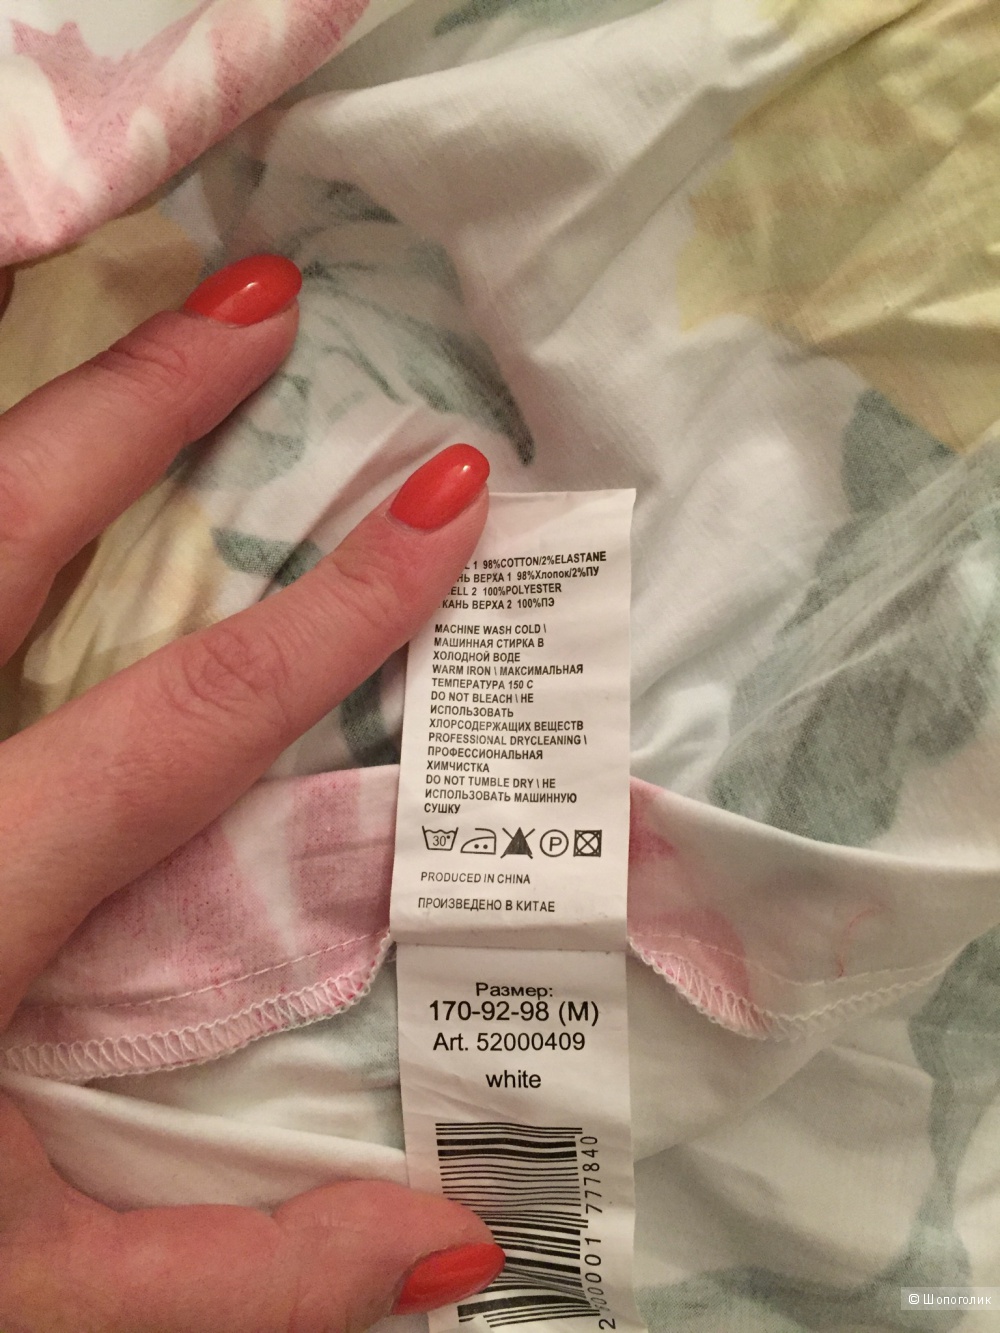 1 98%COTTON/2%ELASTANE
ВЕРХА 1 98%Хлопок/2%ПУ
2 100%POLYESTER
ВЕРХА 2 100%ПЭ
MACHINE WASH COLD \
МАШИННАЯ СТИРКА В
ХОЛОДНОЙ ВОДЕ
WARM IRON \ МАКСИМАЛЬНАЯ
ТЕМПЕРАТУРА 150 С
DO NOT BLEACH \ НЕ
ИСПОЛЬЗОВАТЬ
ХЛОРСОДЕРЖАЩИХ ВЕЩЕСТВ
PROFESSIONAL DRYCLEANING \
ПРОФЕССИОНАЛЬНАЯ
ХИМЧИСТКА
DO NOT TUMBLE DRY \ НЕ
ИСПОЛЬЗОВАТЬ МАШИННУЮ
СУШКУ
30° P
PRODUCED IN CHINA
ПРОИЗВЕДЕНО В КИТАЕ
Размер:
170-92-98 (M)
Art. 52000409
white
777840
© Шопоголик